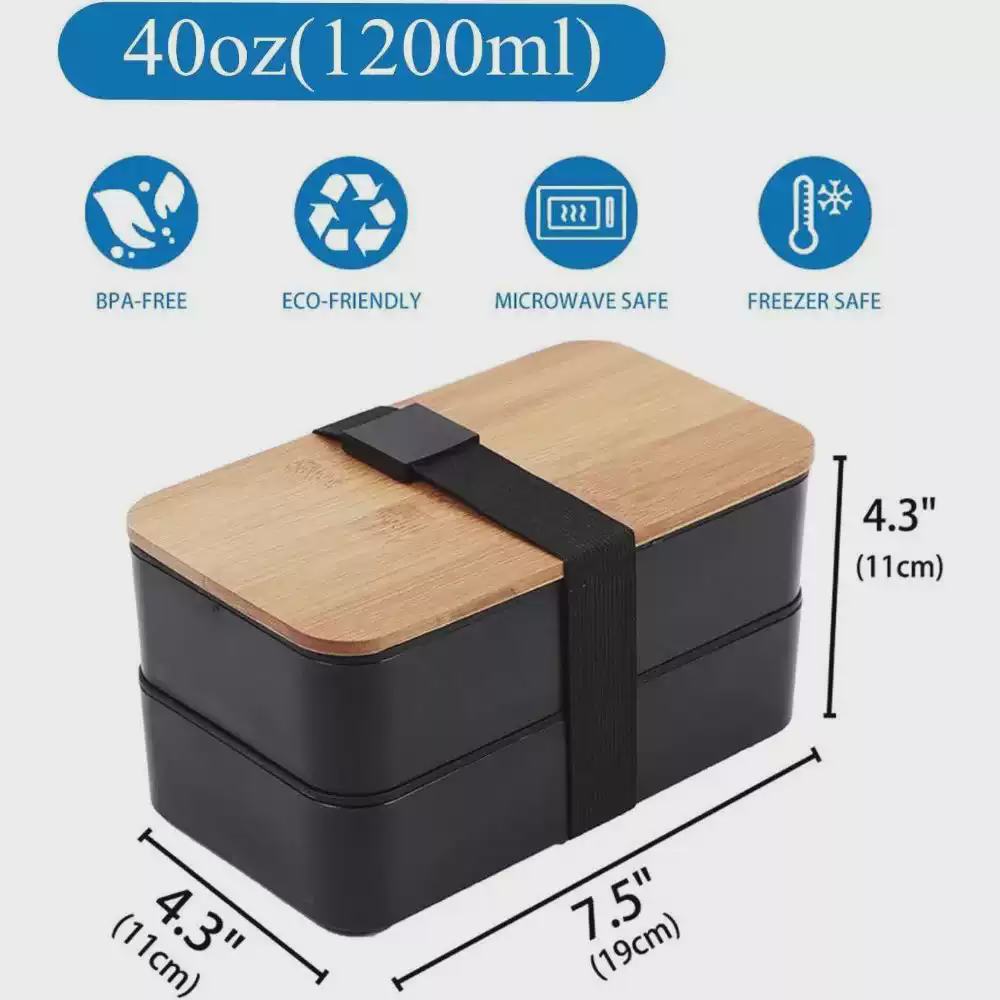 40oz(1200ml)
BPA-FREE
ECO-FRIENDLY
MICROWAVE SAFE
FREEZER SAFE
4.3"
(11cm)
4.3"
(11cm)
7.5"
(19cm)